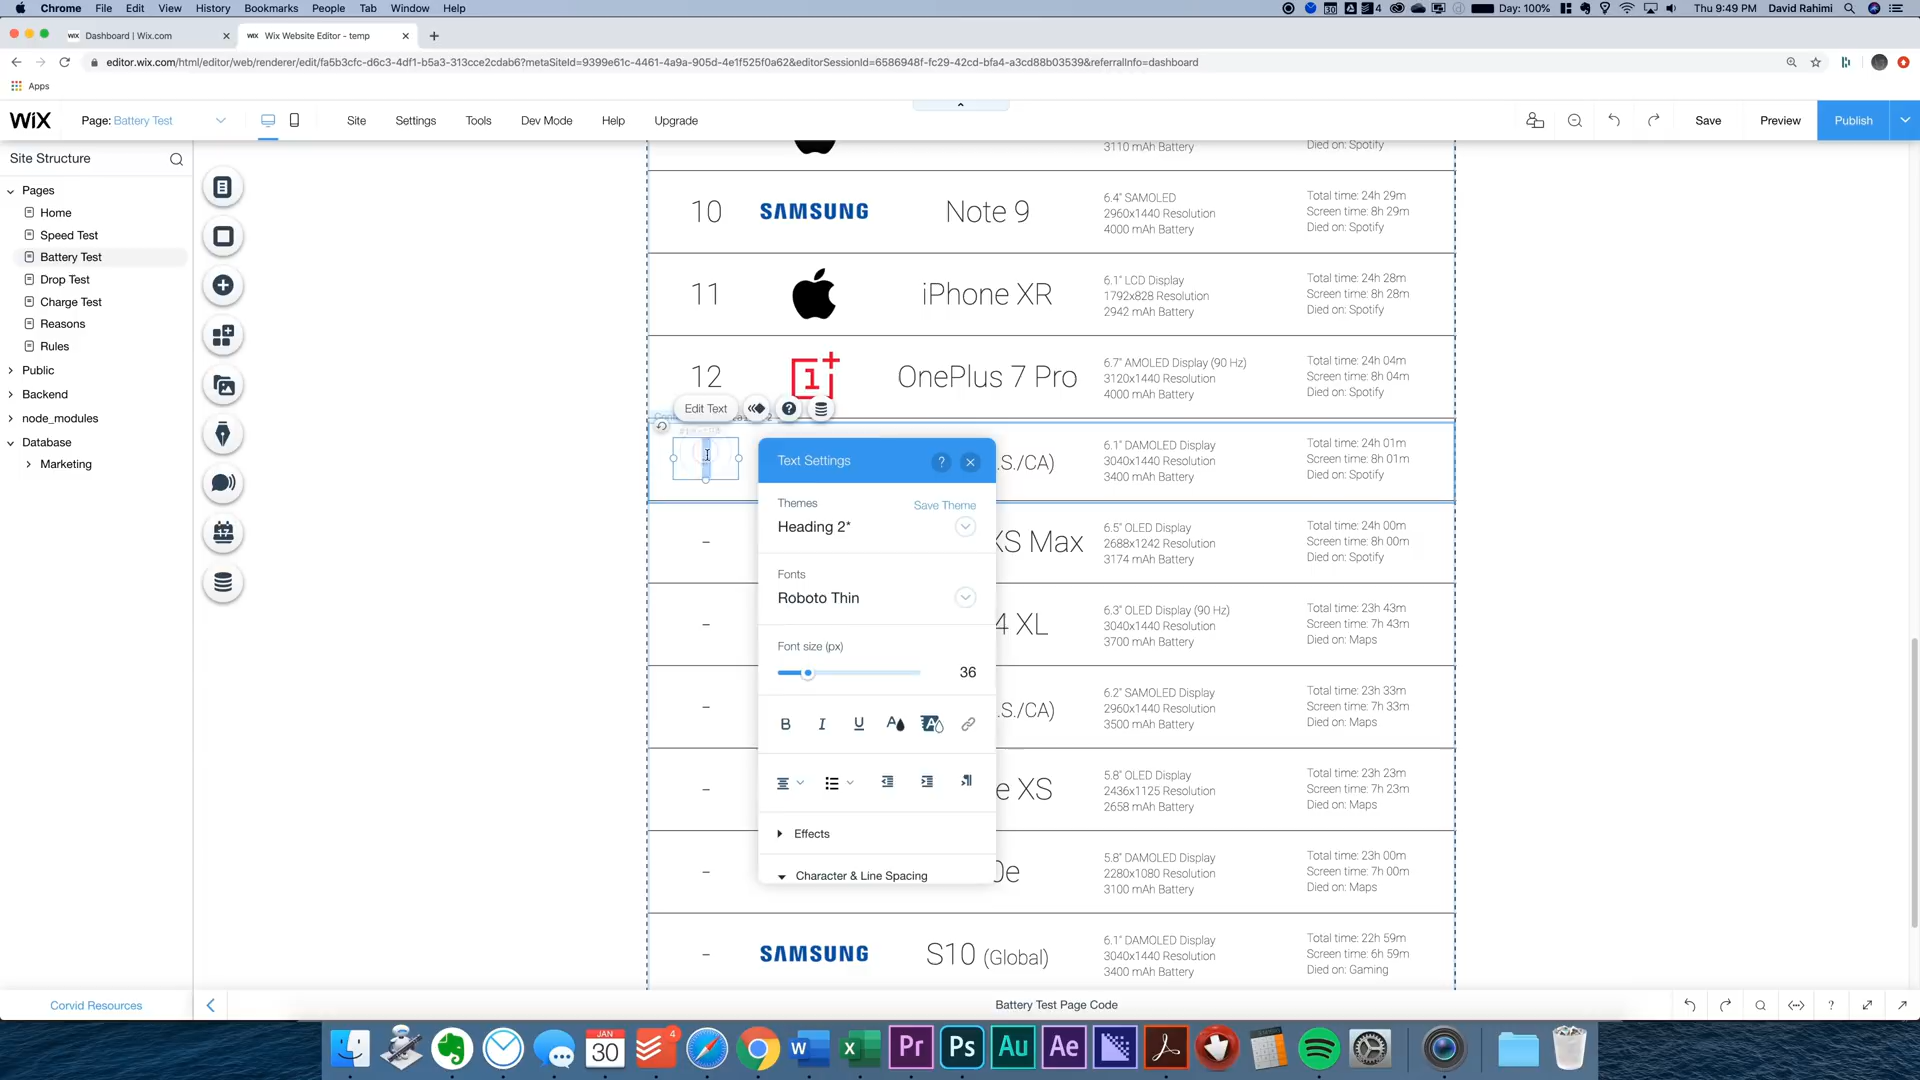 Chrome File Edit View History Bookmarks People Tab Window Help
30 4 Day: 100% Thu 9:49 PM David Rahimi
WiX Dashboard | Wix.com
WiX Wix Website Editor - temp
editor.wix.com/html/editor/web/renderer/edit/fa5b3cfc-d6c3-4df1-b5a3-313cce2cdab6?metaSiteId=9399e61c-4461-4a9a-905d-4e1f525f0a62&editorSessionId=6586948f-fc29-42cd-bfa4-a3cd88b03539&referralInfo=dashboard
Apps
WiX Page: Battery Test Site Settings Tools Dev Mode Help Upgrade Save Preview Publish
Site Structure
Pages
Home
Speed Test
Battery Test
Drop Test
Charge Test
Reasons
Rules
Public
Backend
node_modules
Database
Marketing
3110 mAh Battery
Died on: Spotify
10 SAMSUNG Note 9
6.4" SAMOLED
2960x1440 Resolution
4000 mAh Battery
Total time: 24h 29m
Screen time: 8h 29m
Died on: Spotify
11 iPhone XR
6.1" LCD Display
1792x828 Resolution
2942 mAh Battery
Total time: 24h 28m
Screen time: 8h 28m
Died on: Spotify
12 1+ OnePlus 7 Pro
6.7" AMOLED Display (90 Hz)
3120x1440 Resolution
4000 mAh Battery
Total time: 24h 04m
Screen time: 8h 04m
Died on: Spotify
Edit Text
.S./CA)
6.1" DAMOLED Display
3040x1440 Resolution
3400 mAh Battery
Total time: 24h 01m
Screen time: 8h 01m
Died on: Spotify
– XS Max
6.5" OLED Display
2688x1242 Resolution
3174 mAh Battery
Total time: 24h 00m
Screen time: 8h 00m
Died on: Spotify
– 4 XL
6.3" OLED Display (90 Hz)
3040x1440 Resolution
3700 mAh Battery
Total time: 23h 43m
Screen time: 7h 43m
Died on: Maps
– .S./CA)
6.2" SAMOLED Display
2960x1440 Resolution
3500 mAh Battery
Total time: 23h 33m
Screen time: 7h 33m
Died on: Maps
– e XS
5.8" OLED Display
2436x1125 Resolution
2658 mAh Battery
Total time: 23h 23m
Screen time: 7h 23m
Died on: Maps
– 0e
5.8" DAMOLED Display
2280x1080 Resolution
3100 mAh Battery
Total time: 23h 00m
Screen time: 7h 00m
Died on: Maps
– SAMSUNG S10 (Global)
6.1" DAMOLED Display
3040x1440 Resolution
3400 mAh Battery
Total time: 22h 59m
Screen time: 6h 59m
Died on: Gaming
Text Settings ?
Themes Save Theme
Heading 2*
Fonts
Roboto Thin
Font size (px)
36
B I U A A
Effects
Character & Line Spacing
Corvid Resources
Battery Test Page Code
?
JAN 30 4 W X Pr Ps Au Ae